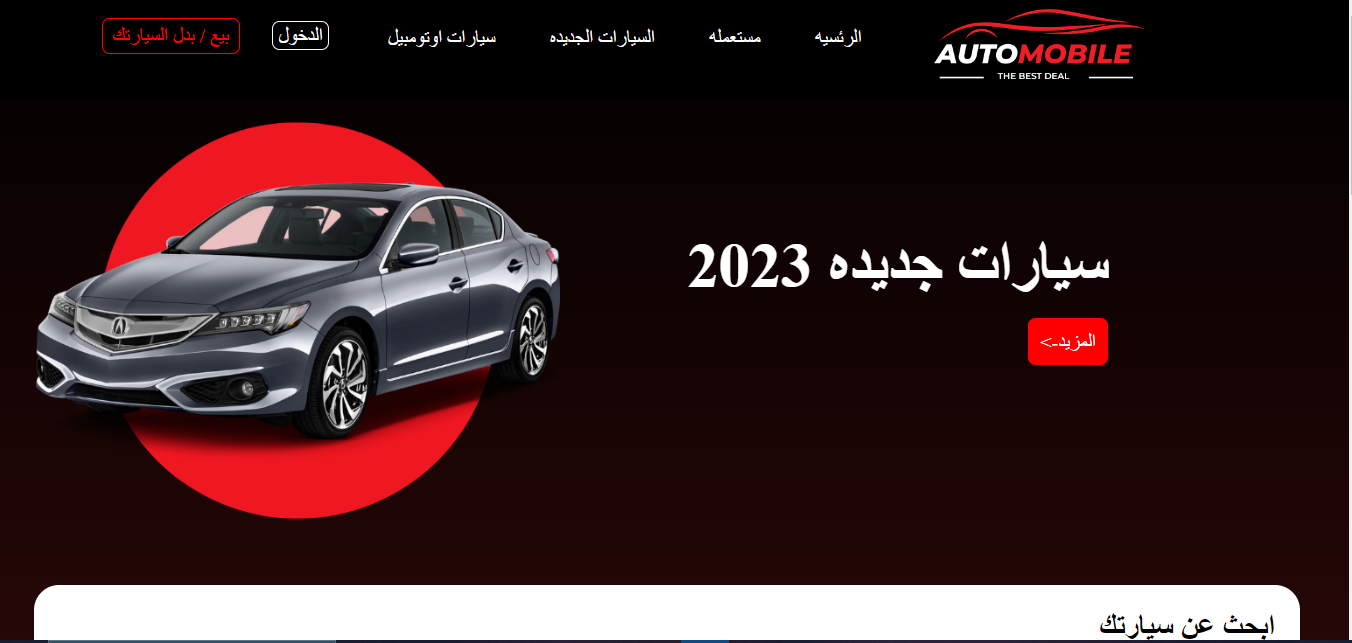 AUTOMOBILE
THE BEST DEAL
الرئسيه
مستعمله
السيارات الجديده
سيارات اوتومبيل
الدخول
بيع / بدل السيارتك
سيارات جديده 2023
المزيد->
ابحث عن سيارتك